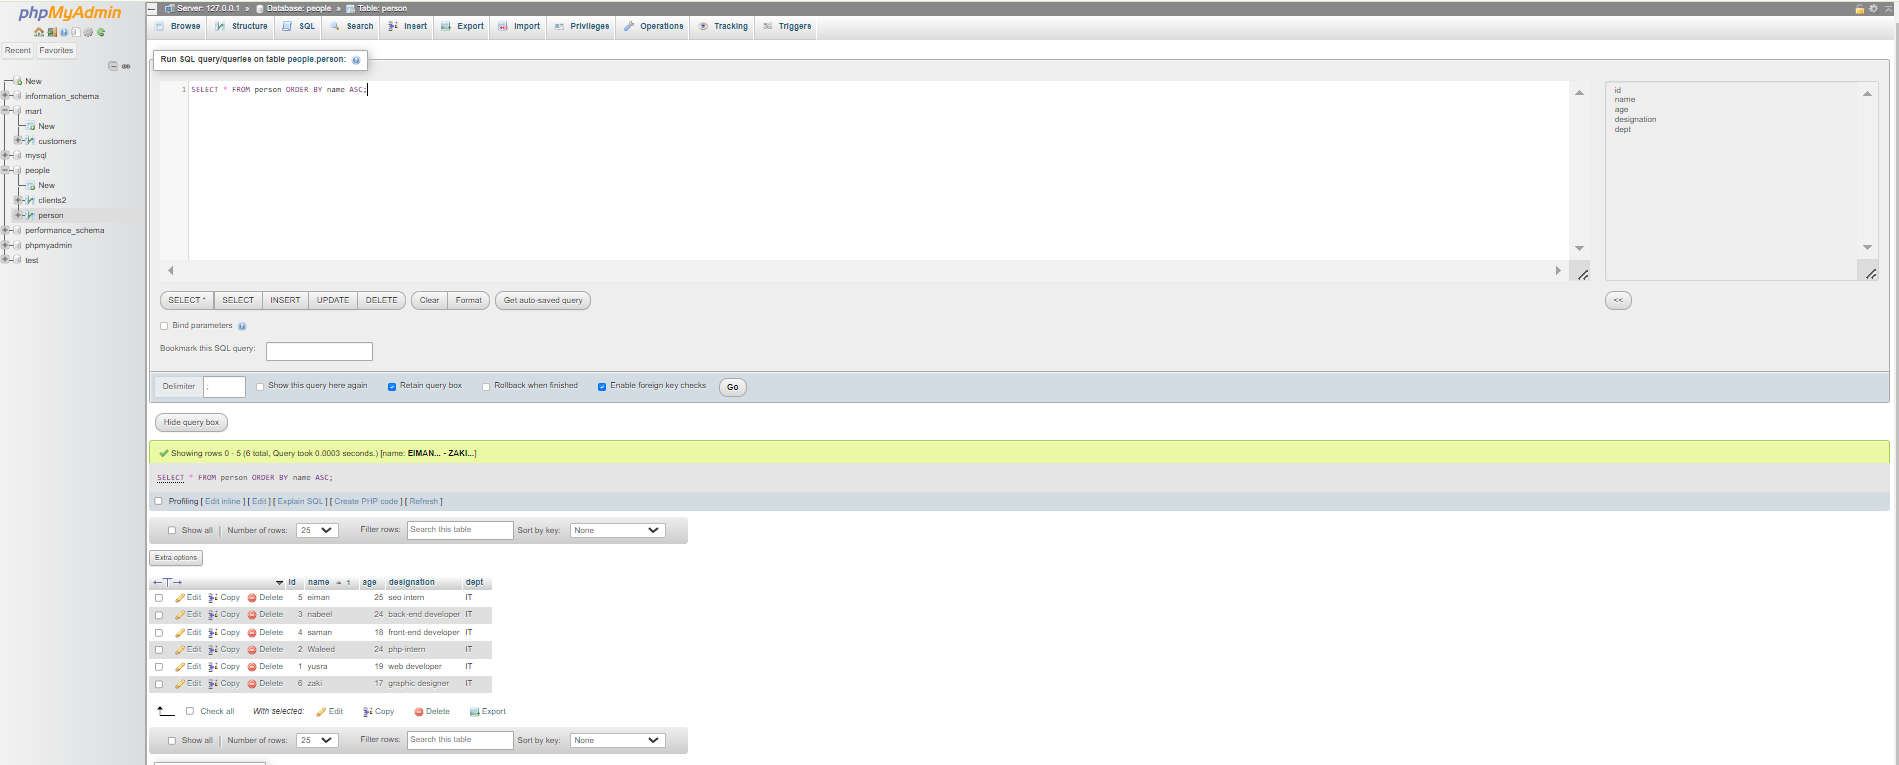 phpMyAdmin
Recent Favorites
New
information_schema
mart
New
customers
mysql
people
New
clients2
person
performance_schema
phpmyadmin
test
Server: 127.0.0.1 » Database: people » Table: person
Browse Structure SQL Search Insert Export Import Privileges Operations Tracking Triggers
Run SQL query/queries on table people.person:
1 SELECT * FROM person ORDER BY name ASC;
id
name
age
designation
dept
SELECT * SELECT INSERT UPDATE DELETE Clear Format Get auto-saved query <<
Bind parameters
Bookmark this SQL query:
Delimiter ; Show this query here again Retain query box Rollback when finished Enable foreign key checks Go
Hide query box
Showing rows 0 - 5 (6 total, Query took 0.0003 seconds.) [name: EIMAN... - ZAKI...]
SELECT * FROM person ORDER BY name ASC;
Profiling [ Edit inline ] [ Edit ] [ Explain SQL ] [ Create PHP code ] [ Refresh ]
Show all | Number of rows: 25 Filter rows: Search this table Sort by key: None
Extra options
←T→ id name 1 age designation dept
Edit Copy Delete 5 eiman 25 seo intern IT
Edit Copy Delete 3 nabeel 24 back-end developer IT
Edit Copy Delete 4 saman 18 front-end developer IT
Edit Copy Delete 2 Waleed 24 php-intern IT
Edit Copy Delete 1 yusra 19 web developer IT
Edit Copy Delete 6 zaki 17 graphic designer IT
Check all With selected: Edit Copy Delete Export
Show all | Number of rows: 25 Filter rows: Search this table Sort by key: None